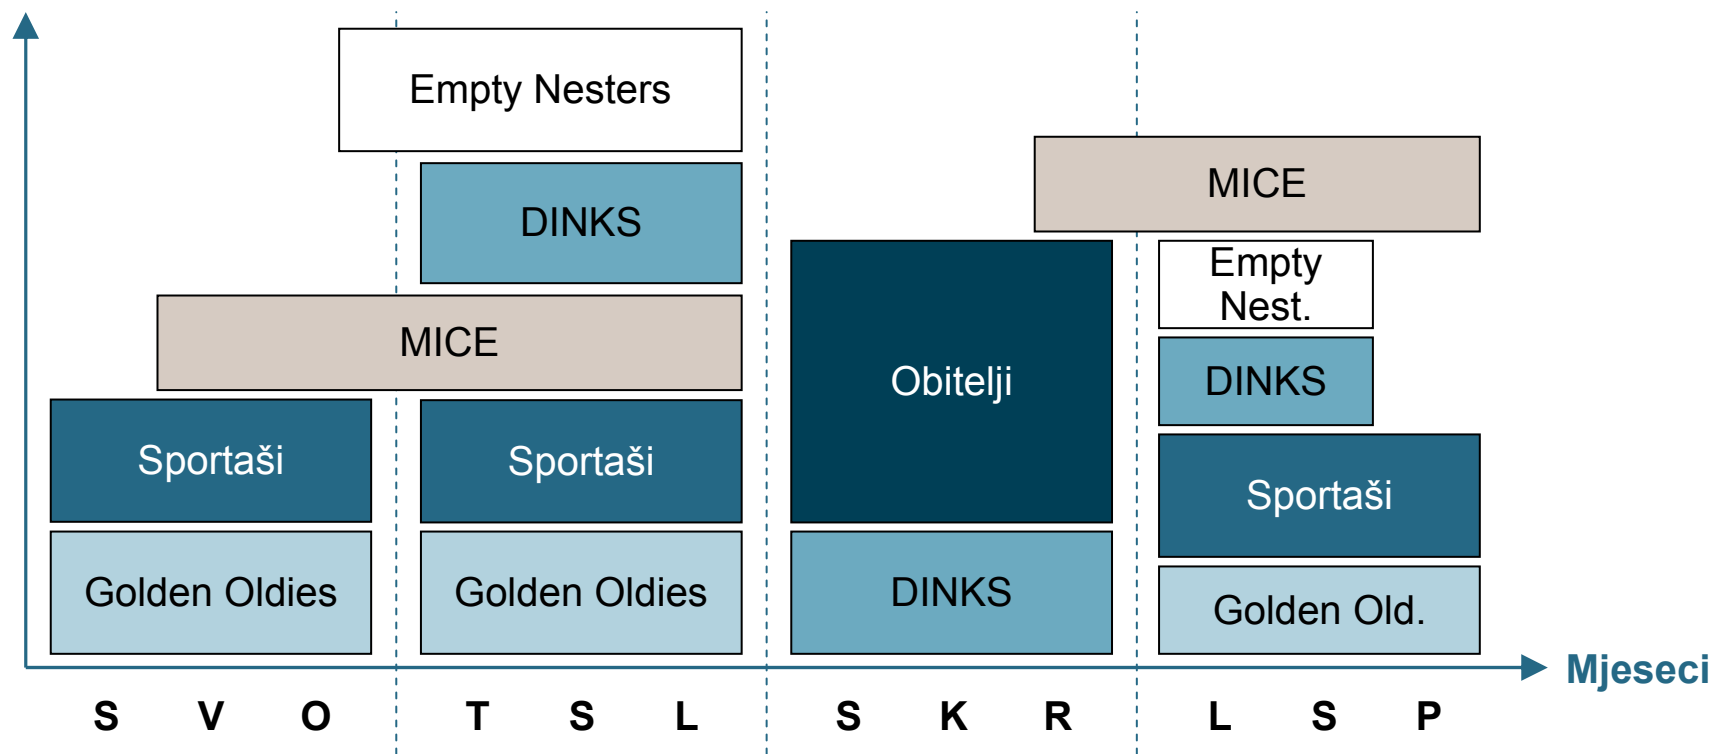 Empty Nesters
DINKS
MICE
MICE
Empty
Nest.
Obitelji
DINKS
Sportaši
Sportaši
Sportaši
Golden Oldies
Golden Oldies
DINKS
Golden Old.
Mjeseci
S V O T S L S K R L S P